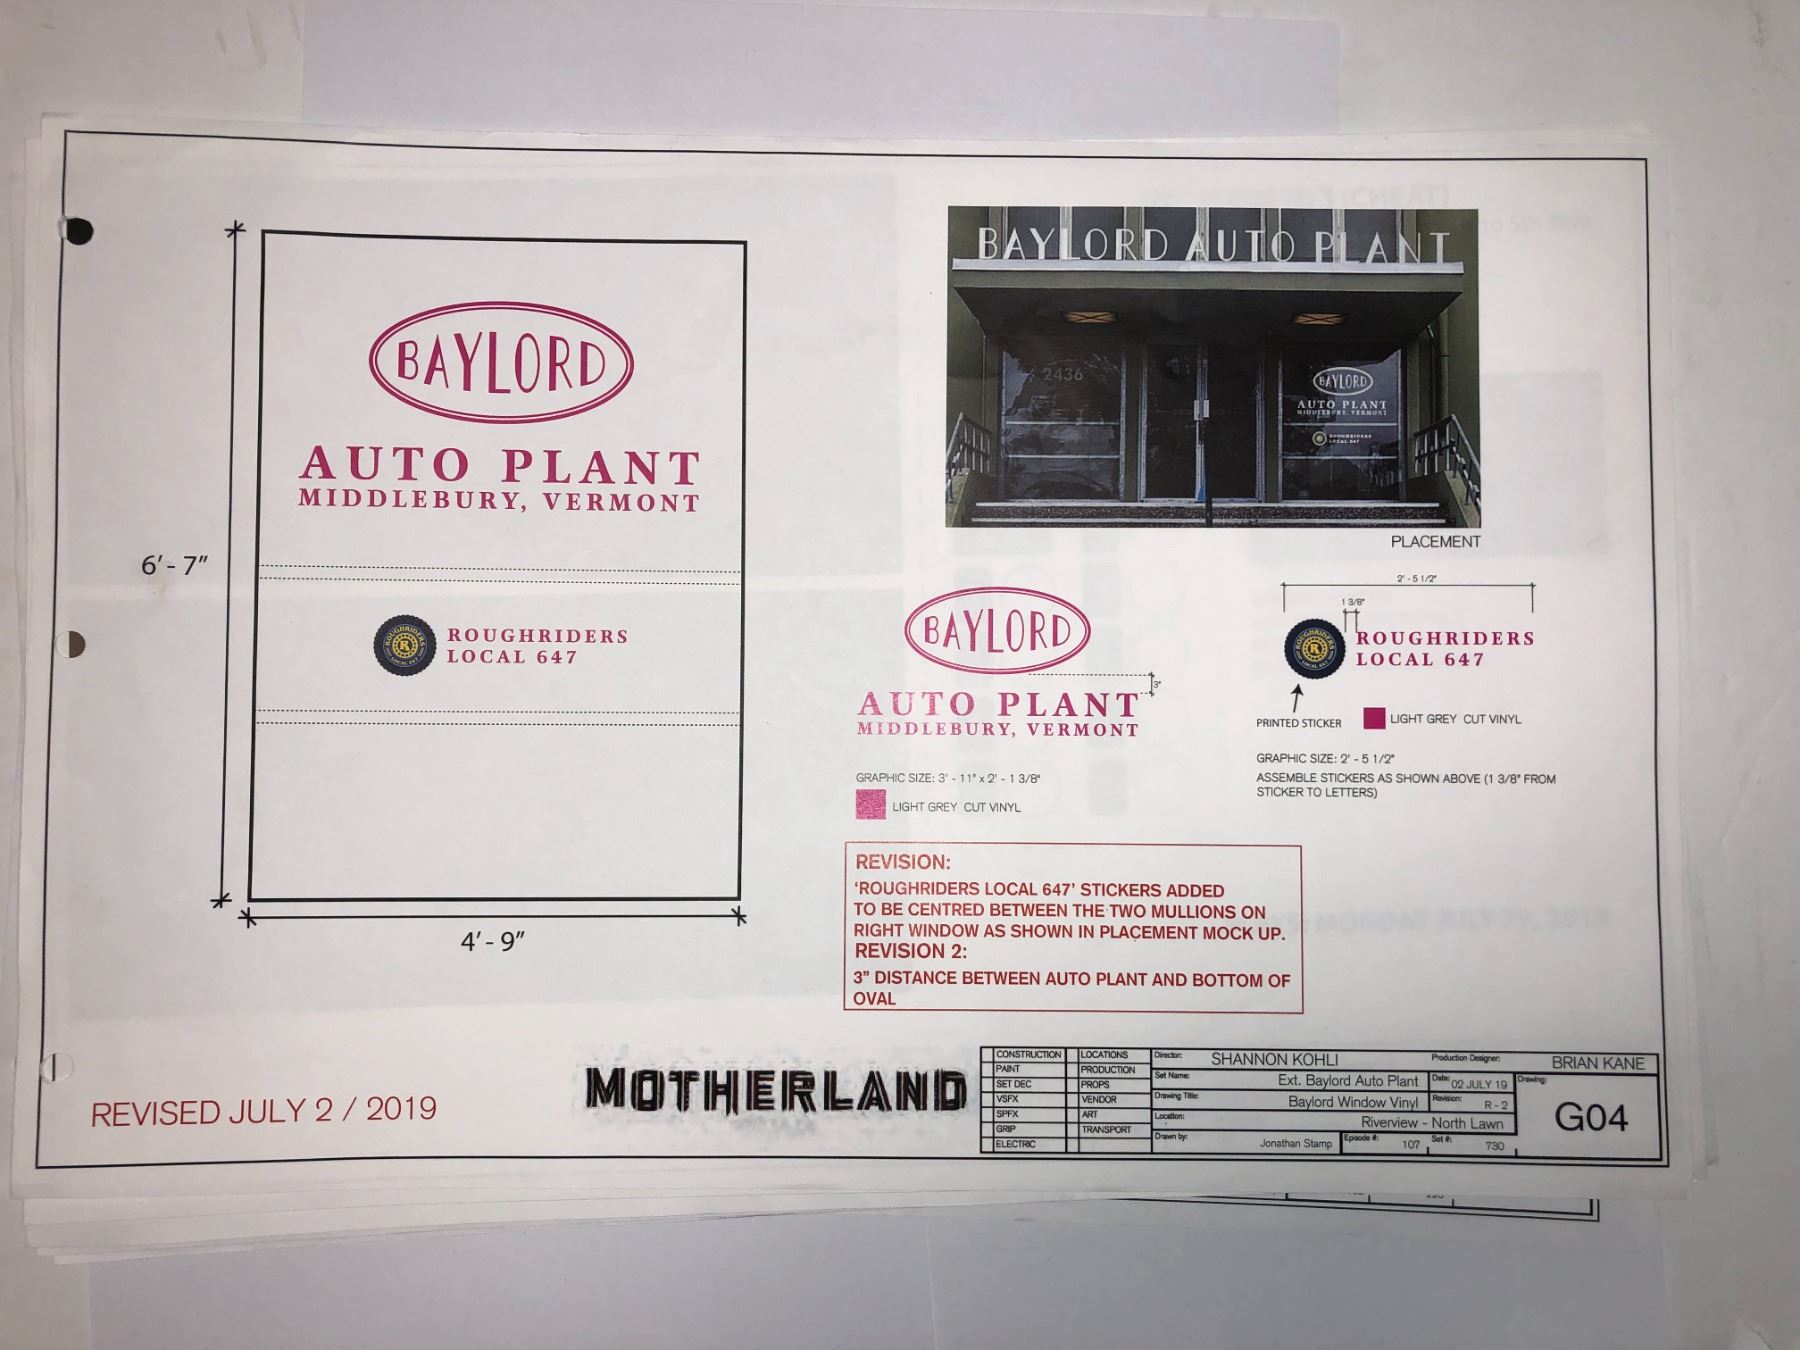 BAYLORD
AUTO PLANT
MIDDLEBURY, VERMONT
6' - 7"
ROUGHRIDERS
LOCAL 647
ROUGHRIDERS
R
LOCAL 647
4' - 9"
BAYLORD AUTO PLANT
2436
BAYLORD
AUTO PLANT
MIDDLEBURY, VERMONT
ROUGHRIDERS
LOCAL 647
PLACEMENT
BAYLORD
3"
AUTO PLANT
MIDDLEBURY, VERMONT
GRAPHIC SIZE: 3' - 11" x 2' - 1 3/8"
LIGHT GREY CUT VINYL
2' - 5 1/2"
1 3/8"
ROUGHRIDERS
R
LOCAL 647
ROUGHRIDERS
LOCAL 647
PRINTED STICKER
LIGHT GREY CUT VINYL
GRAPHIC SIZE: 2' - 5 1/2"
ASSEMBLE STICKERS AS SHOWN ABOVE (1 3/8" FROM
STICKER TO LETTERS)
REVISION:
'ROUGHRIDERS LOCAL 647' STICKERS ADDED
TO BE CENTRED BETWEEN THE TWO MULLIONS ON
RIGHT WINDOW AS SHOWN IN PLACEMENT MOCK UP.
REVISION 2:
3" DISTANCE BETWEEN AUTO PLANT AND BOTTOM OF
OVAL
REVISED JULY 2 / 2019
MOTHERLAND
CONSTRUCTION LOCATIONS
PAINT PRODUCTION
SET DEC PROPS
VSFX VENDOR
SPFX ART
GRIP TRANSPORT
ELECTRIC
Director: SHANNON KOHLI Production Designer: BRIAN KANE
Set Name: Ext. Baylord Auto Plant Date: 02 JULY 19 Drawing:
Drawing Title: Baylord Window Vinyl Revision: R - 2
G04
Location: Riverview - North Lawn
Drawn by: Jonathan Stamp Episode #: 107 Set #: 730